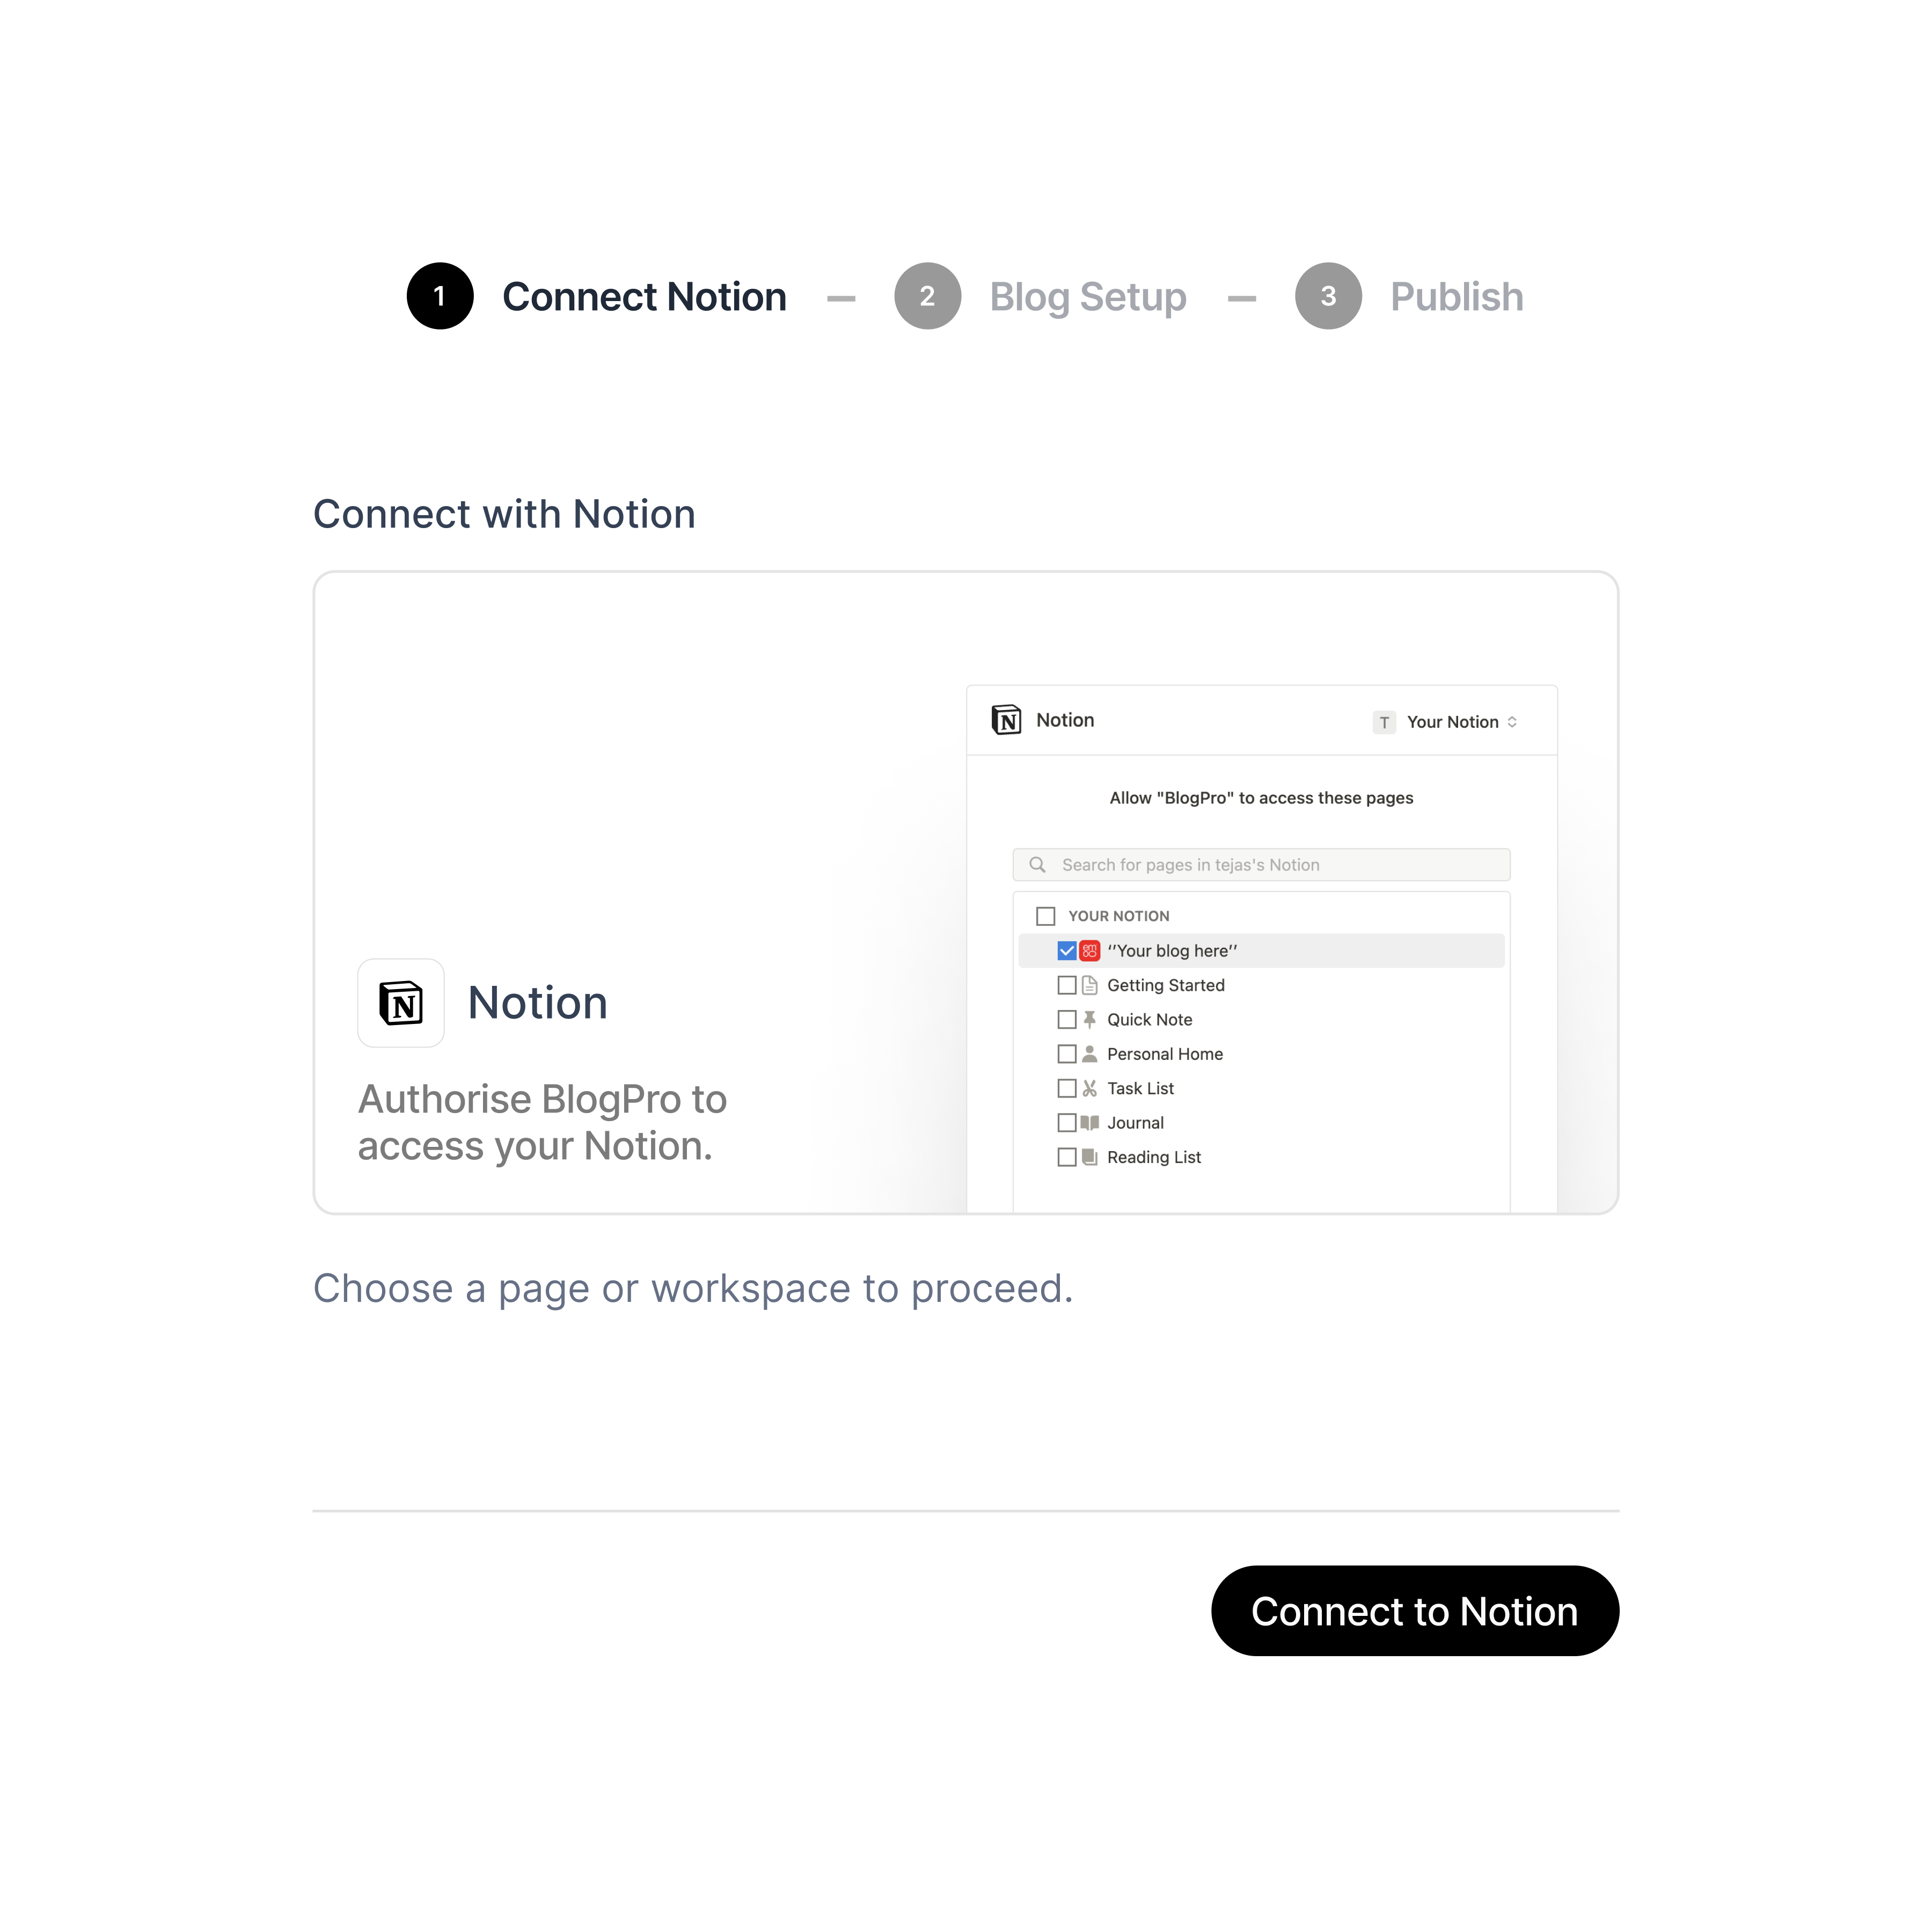 1 Connect Notion — 2 Blog Setup — 3 Publish
Connect with Notion
Notion
Authorise BlogPro to
access your Notion.
N Notion T Your Notion
Allow "BlogPro" to access these pages
Search for pages in tejas's Notion
YOUR NOTION
‘’Your blog here’’
Getting Started
Quick Note
Personal Home
Task List
Journal
Reading List
Choose a page or workspace to proceed.
Connect to Notion